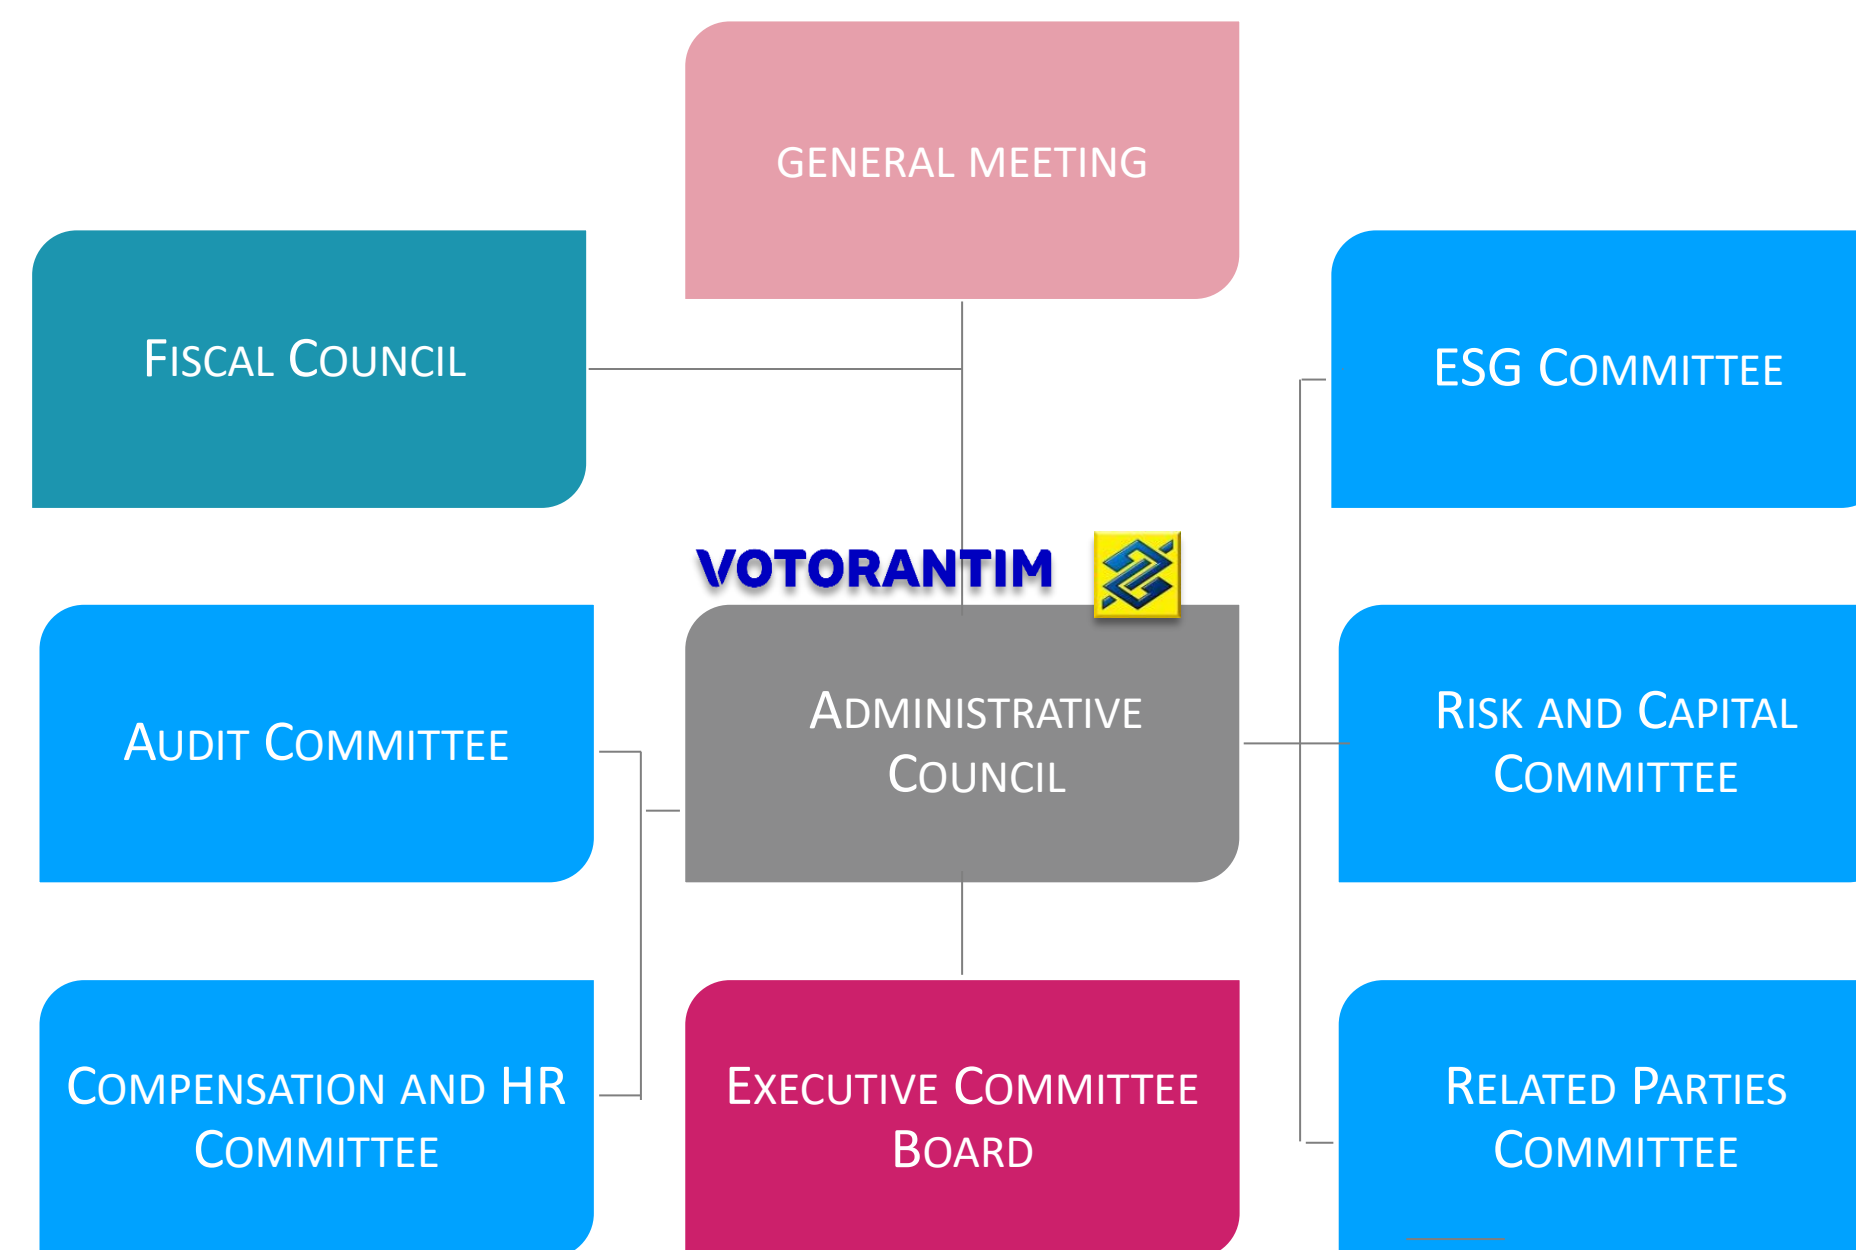 GENERAL MEETING
FISCAL COUNCIL
ESG COMMITTEE
VOTORANTIM
AUDIT COMMITTEE
ADMINISTRATIVE
COUNCIL
RISK AND CAPITAL
COMMITTEE
COMPENSATION AND HR
COMMITTEE
EXECUTIVE COMMITTEE
BOARD
RELATED PARTIES
COMMITTEE